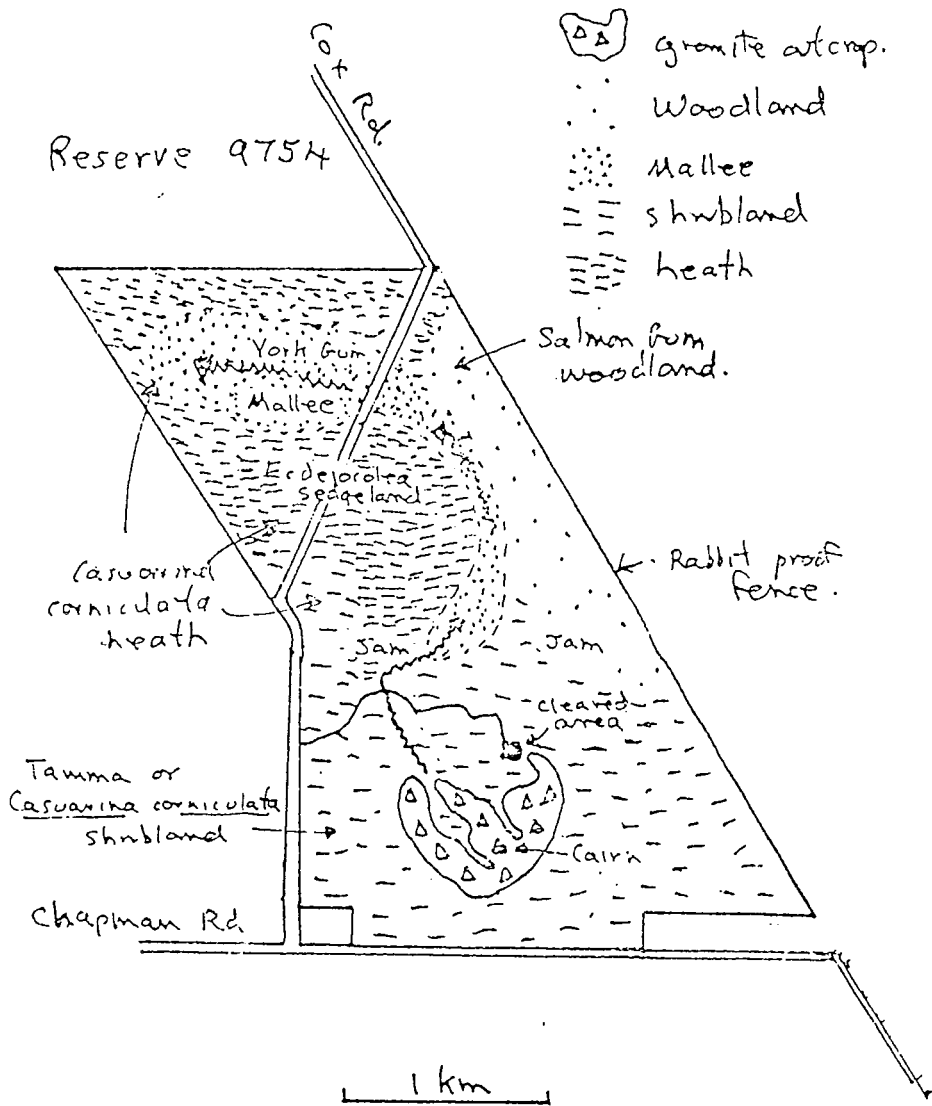 Cox Rd.
Reserve 9754
granite outcrop.
Woodland
Mallee
shrubland
heath
Salmon Gum
woodland.
York Gum
Mallee
Ecdeiocolea
sedgeland
Casuarina
corniculata
heath
Rabbit proof
fence.
Jam
Jam
cleared
area
Tamma or
Casuarina corniculata
shrubland
Cairn
Chapman Rd
1 km